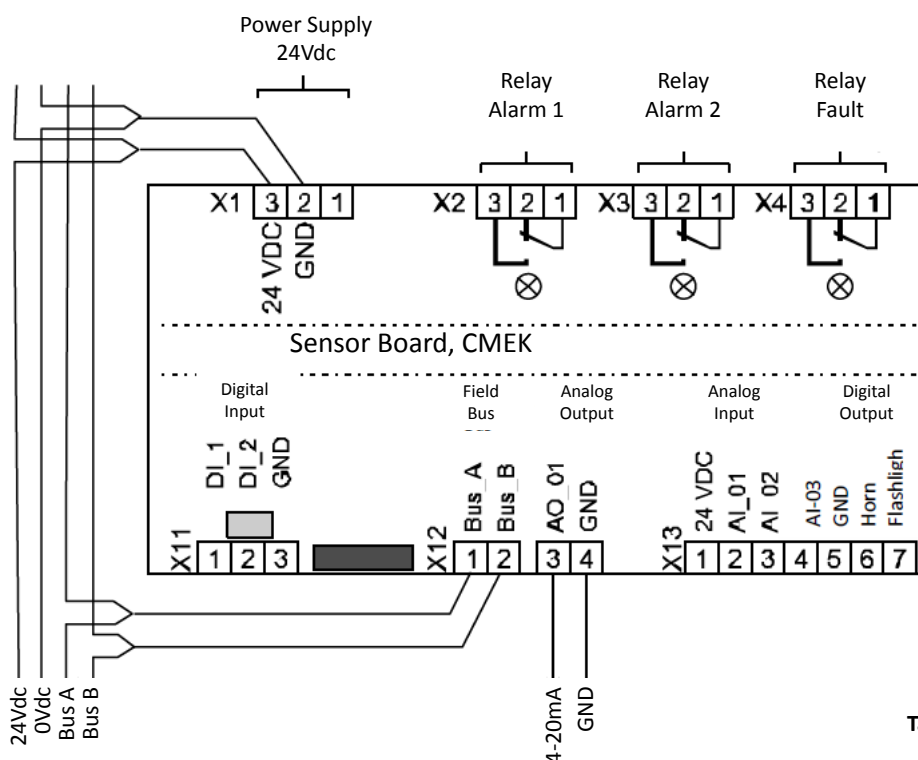 Power Supply
24Vdc
Relay
Alarm 1
Relay
Alarm 2
Relay
Fault
X1 3 2 1
X2 3 2 1
X3 3 2 1
X4 3 2 1
24 VDC
GND
Sensor Board, CMEK
Digital
Input
Field
Bus
Analog
Output
Analog
Input
Digital
Output
DI_1
DI_2
GND
Bus_A
Bus_B
AO_01
GND
24 VDC
AI_01
AI_02
AI-03
GND
Horn
Flashligh
X11 1 2 3
X12 1 2 3 4
X13 1 2 3 4 5 6 7
24Vdc
0Vdc
Bus A
Bus B
4-20mA
GND